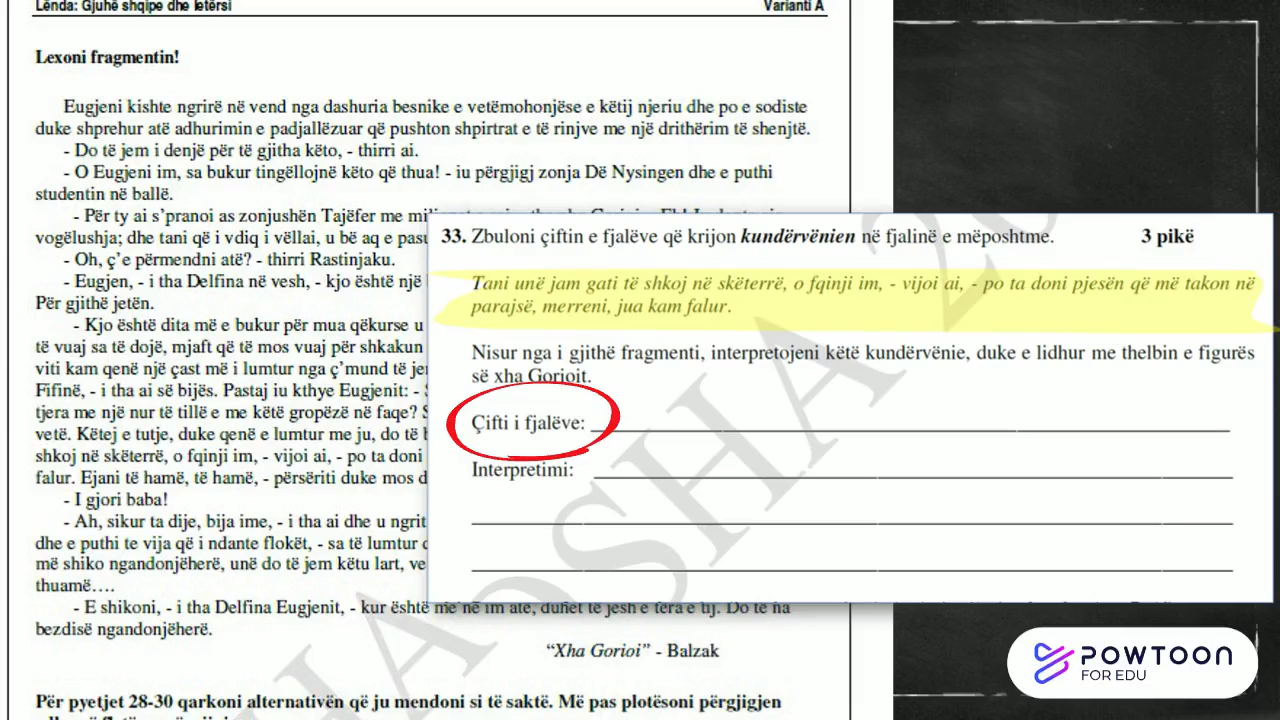 Lënda: Gjuhë shqipe dhe letërsi Varianti A
Lexoni fragmentin!
Eugjeni kishte ngrirë në vend nga dashuria besnike e vetëmohonjëse e këtij njeriu dhe po e sodiste
duke shprehur atë adhurimin e padjallëzuar që pushton shpirtrat e të rinjve me një drithërim të shenjtë.
- Do të jem i denjë për të gjitha këto, - thirri ai.
- O Eugjeni im, sa bukur tingëllojnë këto që thua! - iu përgjigj zonja Dë Nysingen dhe e puthi
studentin në ballë.
- Për ty ai s’pranoi as zonjushën Tajëfer me
vogëlushja; dhe tani që i vdiq i vëllai, u bë aq e
- Oh, ç’e përmendni atë? - thirri Rastinjaku.
- Eugjen, - i tha Delfina në vesh, - kjo është një
Për gjithë jetën.
- Kjo është dita më e bukur për mua qëkurse u
të vuaj sa të dojë, mjaft që të mos vuaj për shkakun
viti kam qenë një çast më i lumtur nga ç’mund të
Fifinë, - i tha ai së bijës. Pastaj iu kthye Eugjenit: -
tjera me një nur të tillë e me këtë gropëzë në faqe?
vetë. Këtej e tutje, duke qenë e lumtur me ju, do të
shkoj në skëterrë, o fqinji im, - vijoi ai, - po ta doni
falur. Ejani të hamë, të hamë, - përsëriti duke mos
- I gjori baba!
- Ah, sikur ta dije, bija ime, - i tha ai dhe u ngrit
dhe e puthi te vija që i ndante flokët, - sa të lumtur
më shiko ngandonjëherë, unë do të jem këtu lart,
thuamë….
- E shikoni, - i tha Delfina Eugjenit, - kur është me në im atë, duhet të jesh e tëra e tij. Do të na
bezdisë ngandonjëherë.
“Xha Gorioi” - Balzak
Për pyetjet 28-30 qarkoni alternativën që ju mendoni si të saktë. Më pas plotësoni përgjigjen
33. Zbuloni çiftin e fjalëve që krijon kundërvënien në fjalinë e mëposhtme. 3 pikë
Tani unë jam gati të shkoj në skëterrë, o fqinji im, - vijoi ai, - po ta doni pjesën që më takon në
parajsë, merreni, jua kam falur.
Nisur nga i gjithë fragmenti, interpretojeni këtë kundërvënie, duke e lidhur me thelbin e figurës
së xha Gorioit.
Çifti i fjalëve:
Interpretimi:
POWTOON
FOR EDU